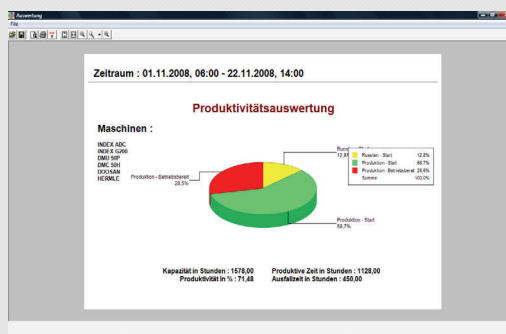 Auswertung
File
Zeitraum : 01.11.2008, 06:00 - 22.11.2008, 14:00
Produktivitätsauswertung
Maschinen :
INDEX ABC
INDEX G200
DMU 50P
DMC 50H
DOOSAN
HERMLE
Produktion - Betriebsbereit
28,5%
12,8%
Rüsten - Start 12,8%
Produktion - Start 58,7%
Produktion - Betriebsbereit 28,5%
Summe 100,0%
Produktion - Start
58,7%
Kapazität in Stunden : 1578,00
Produktive Zeit in Stunden : 1128,00
Produktivität in % : 71,48
Ausfallzeit in Stunden : 450,00